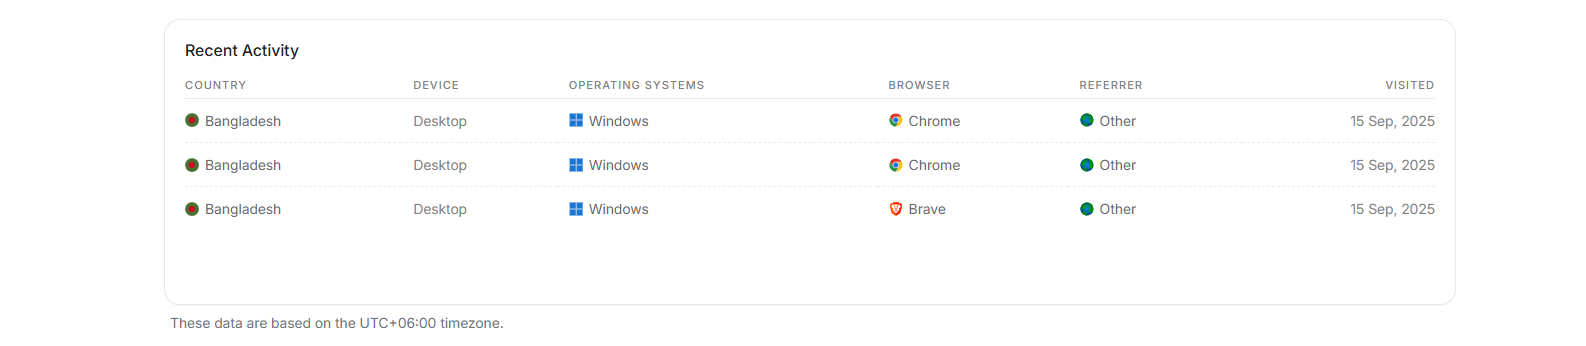 Recent Activity
COUNTRY DEVICE OPERATING SYSTEMS BROWSER REFERRER VISITED
Bangladesh Desktop Windows Chrome Other 15 Sep, 2025
Bangladesh Desktop Windows Chrome Other 15 Sep, 2025
Bangladesh Desktop Windows Brave Other 15 Sep, 2025
These data are based on the UTC+06:00 timezone.